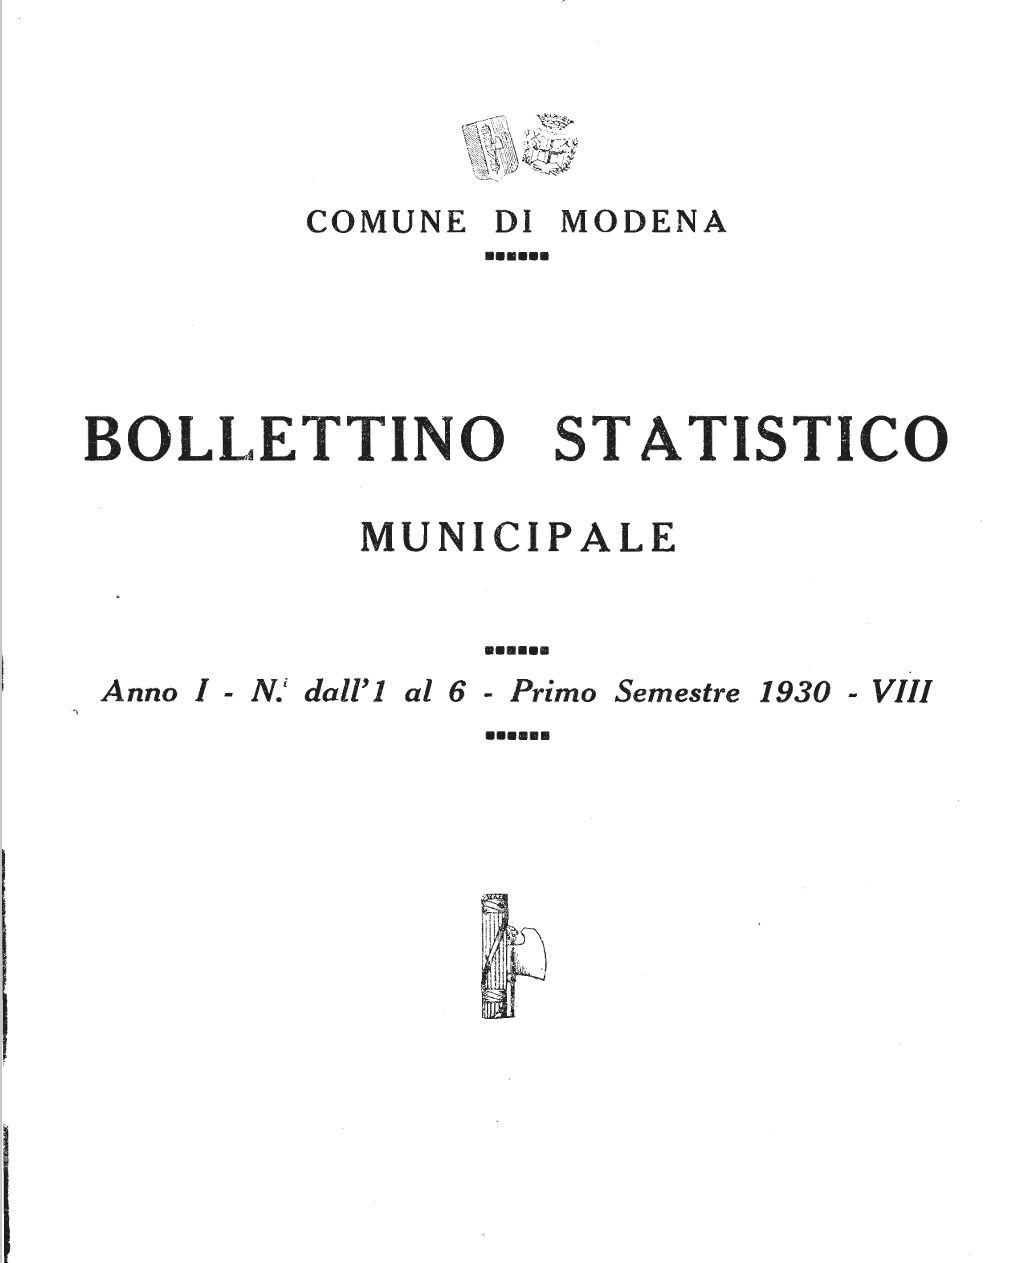 COMUNE DI MODENA
BOLLETTINO STATISTICO
MUNICIPALE
Anno I - N.i dall'1 al 6 - Primo Semestre 1930 - VIII